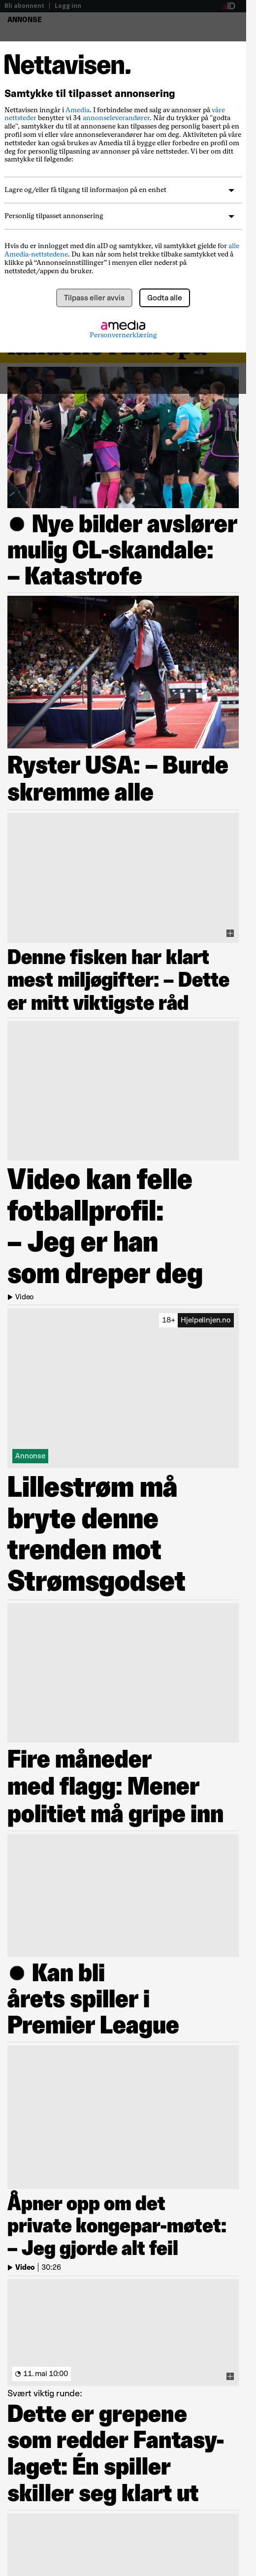 Bli abonnent | Logg inn
aID
ANNONSE
Nettavisen.
Samtykke til tilpasset annonsering
Nettavisen inngår i Amedia. I forbindelse med salg av annonser på våre
nettsteder benytter vi 34 annonseleverandører. Når du trykker på "godta
alle", samtykker du til at annonsene kan tilpasses deg personlig basert på en
profil som vi eller våre annonseleverandører har om deg. Aktiviteten på våre
nettsteder kan også brukes av Amedia til å bygge eller forbedre en profil om
deg for personlig tilpasning av annonser på våre nettsteder. Vi ber om ditt
samtykke til følgende:
Lagre og/eller få tilgang til informasjon på en enhet
Personlig tilpasset annonsering
Hvis du er innlogget med din aID og samtykker, vil samtykket gjelde for alle
Amedia-nettstedene. Du kan når som helst trekke tilbake samtykket ved å
klikke på “Annonseinnstillinger” i menyen eller nederst på
nettstedet/appen du bruker.
Tilpass eller avvis
Godta alle
amedia
Personvernerklæring
Nye bilder avslører
mulig CL-skandale:
– Katastrofe
Ryster USA: – Burde
skremme alle
Denne fisken har klart
mest miljøgifter: – Dette
er mitt viktigste råd
Video kan felle
fotballprofil:
– Jeg er han
som dreper deg
Video
18+ Hjelpelinjen.no
Annonse
Lillestrøm må
bryte denne
trenden mot
Strømsgodset
Fire måneder
med flagg: Mener
politiet må gripe inn
Kan bli
årets spiller i
Premier League
Åpner opp om det
private kongepar-møtet:
– Jeg gjorde alt feil
Video | 30:26
11. mai 10:00
Svært viktig runde:
Dette er grepene
som redder Fantasy-
laget: Én spiller
skiller seg klart ut